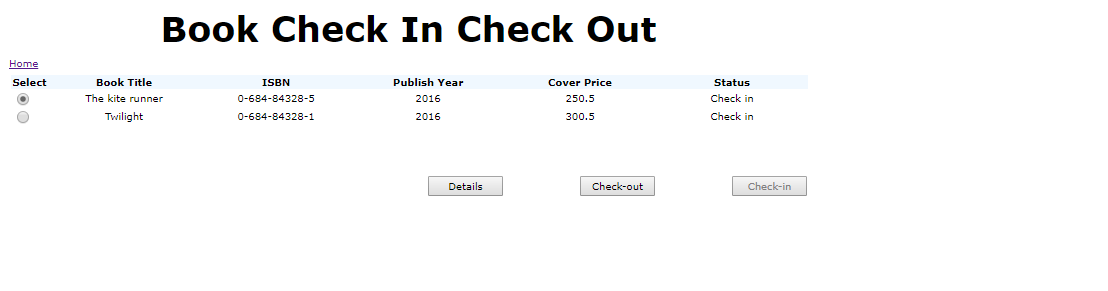 Book Check In Check Out
Home
Select Book Title ISBN Publish Year Cover Price Status
The kite runner 0-684-84328-5 2016 250.5 Check in
Twilight 0-684-84328-1 2016 300.5 Check in
Details Check-out Check-in